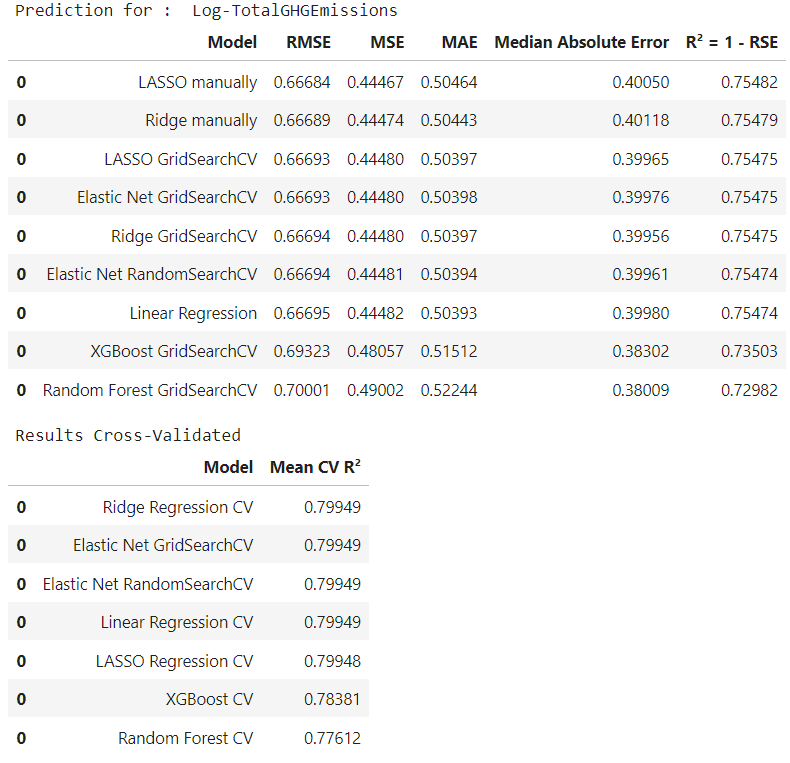 Prediction for :  Log-TotalGHGEmissions
Model RMSE MSE MAE Median Absolute Error R² = 1 - RSE
0 LASSO manually 0.66684 0.44467 0.50464 0.40050 0.75482
0 Ridge manually 0.66689 0.44474 0.50443 0.40118 0.75479
0 LASSO GridSearchCV 0.66693 0.44480 0.50397 0.39965 0.75475
0 Elastic Net GridSearchCV 0.66693 0.44480 0.50398 0.39976 0.75475
0 Ridge GridSearchCV 0.66694 0.44480 0.50397 0.39956 0.75475
0 Elastic Net RandomSearchCV 0.66694 0.44481 0.50394 0.39961 0.75474
0 Linear Regression 0.66695 0.44482 0.50393 0.39980 0.75474
0 XGBoost GridSearchCV 0.69323 0.48057 0.51512 0.38302 0.73503
0 Random Forest GridSearchCV 0.70001 0.49002 0.52244 0.38009 0.72982
Results Cross-Validated
Model Mean CV R²
0 Ridge Regression CV 0.79949
0 Elastic Net GridSearchCV 0.79949
0 Elastic Net RandomSearchCV 0.79949
0 Linear Regression CV 0.79949
0 LASSO Regression CV 0.79948
0 XGBoost CV 0.78381
0 Random Forest CV 0.77612